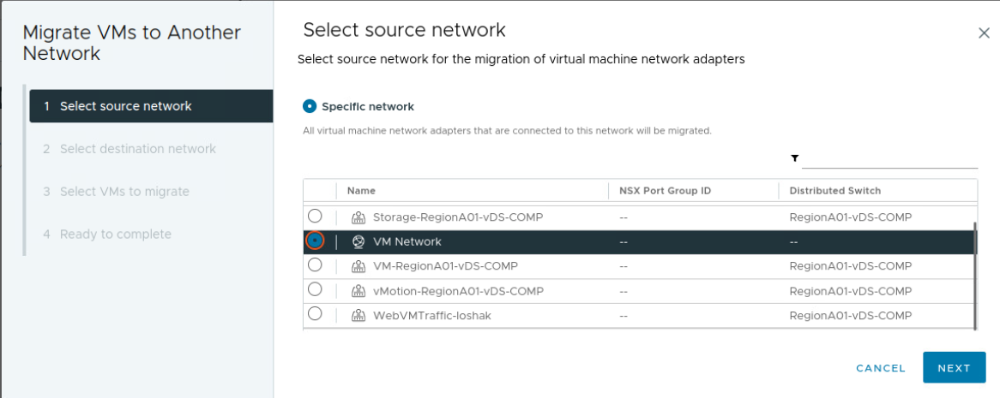 Migrate VMs to Another
Network
1 Select source network
2 Select destination network
3 Select VMs to migrate
4 Ready to complete
Select source network
Select source network for the migration of virtual machine network adapters
Specific network
All virtual machine network adapters that are connected to this network will be migrated.
Name NSX Port Group ID Distributed Switch
Storage-RegionA01-vDS-COMP -- RegionA01-vDS-COMP
VM Network -- --
VM-RegionA01-vDS-COMP -- RegionA01-vDS-COMP
vMotion-RegionA01-vDS-COMP -- RegionA01-vDS-COMP
WebVMTraffic-loshak -- RegionA01-vDS-COMP
CANCEL NEXT